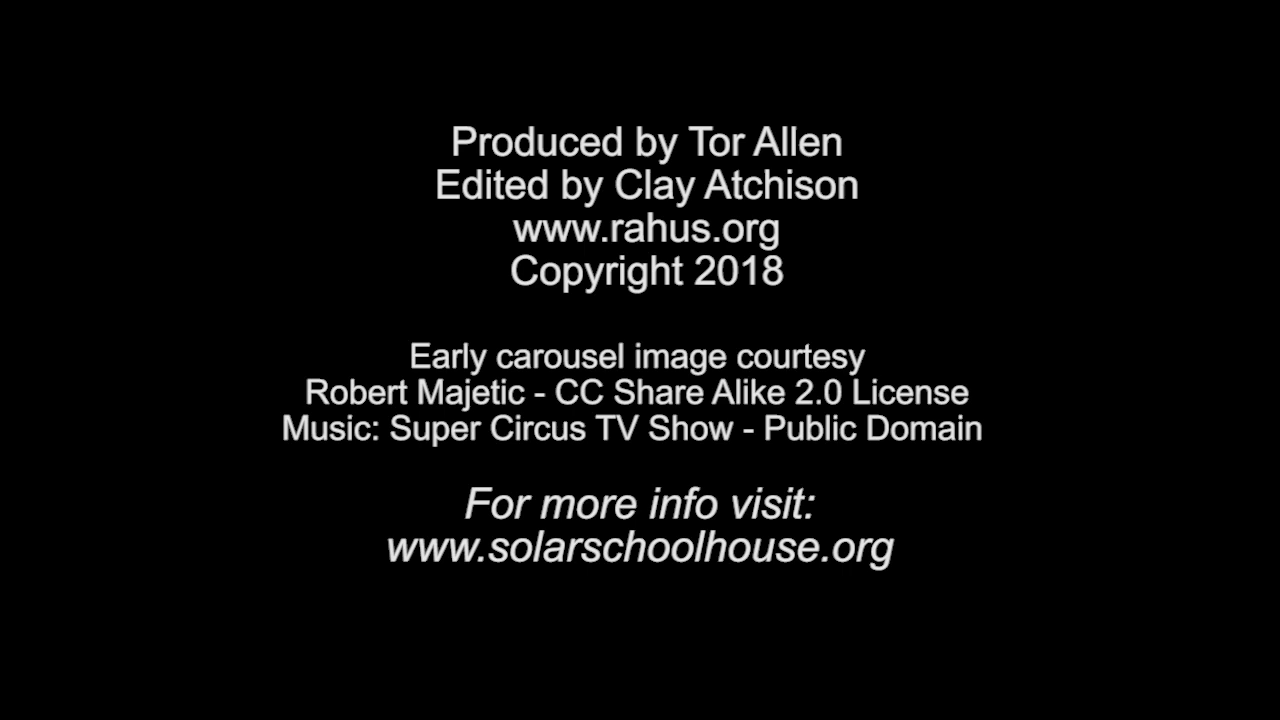 Produced by Tor Allen
Edited by Clay Atchison
www.rahus.org
Copyright 2018
Early carousel image courtesy
Robert Majetic - CC Share Alike 2.0 License
Music: Super Circus TV Show - Public Domain
For more info visit:
www.solarschoolhouse.org